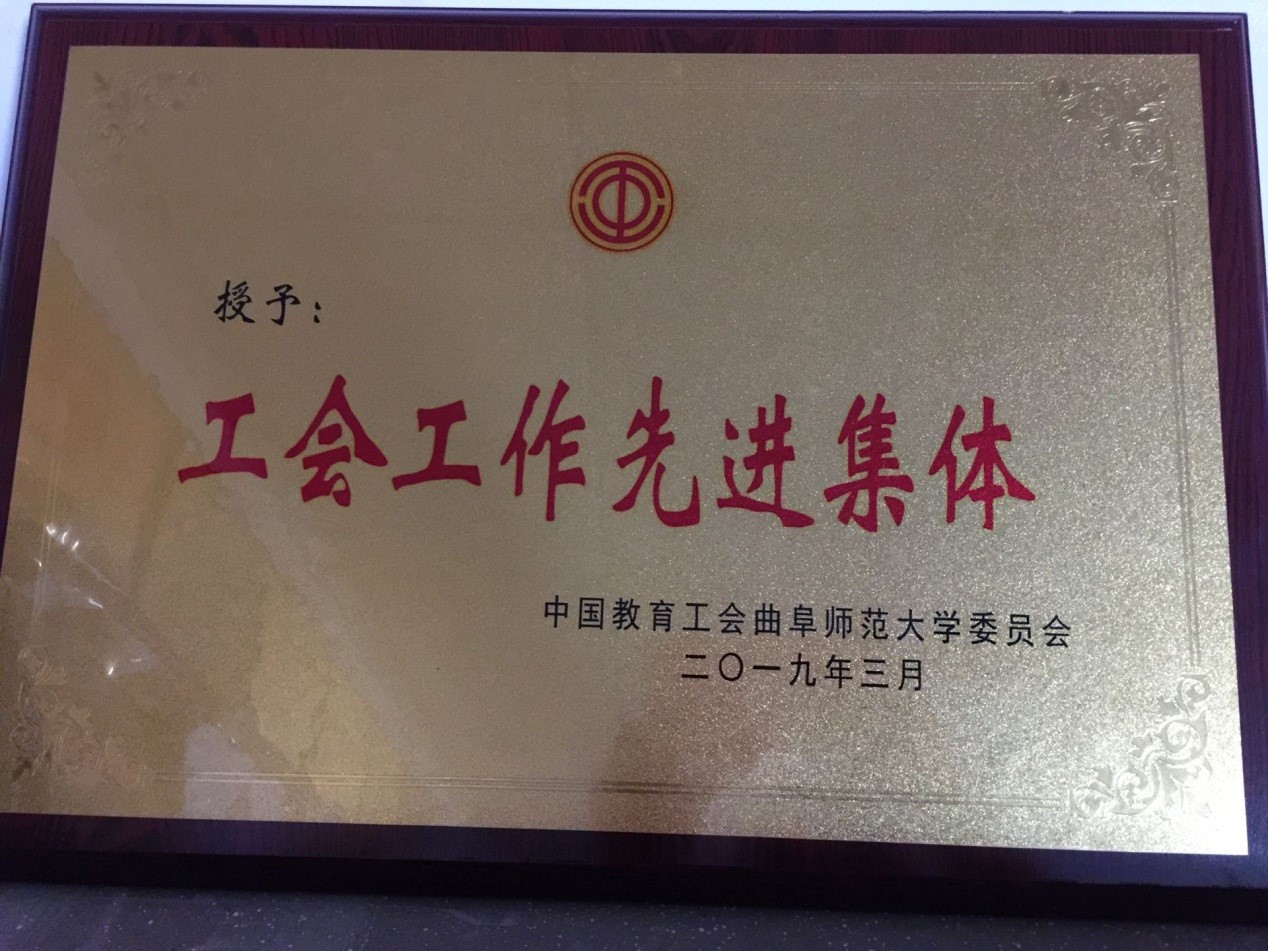 授予：
工会工作先进集体
中国教育工会曲阜师范大学委员会
二〇一九年三月